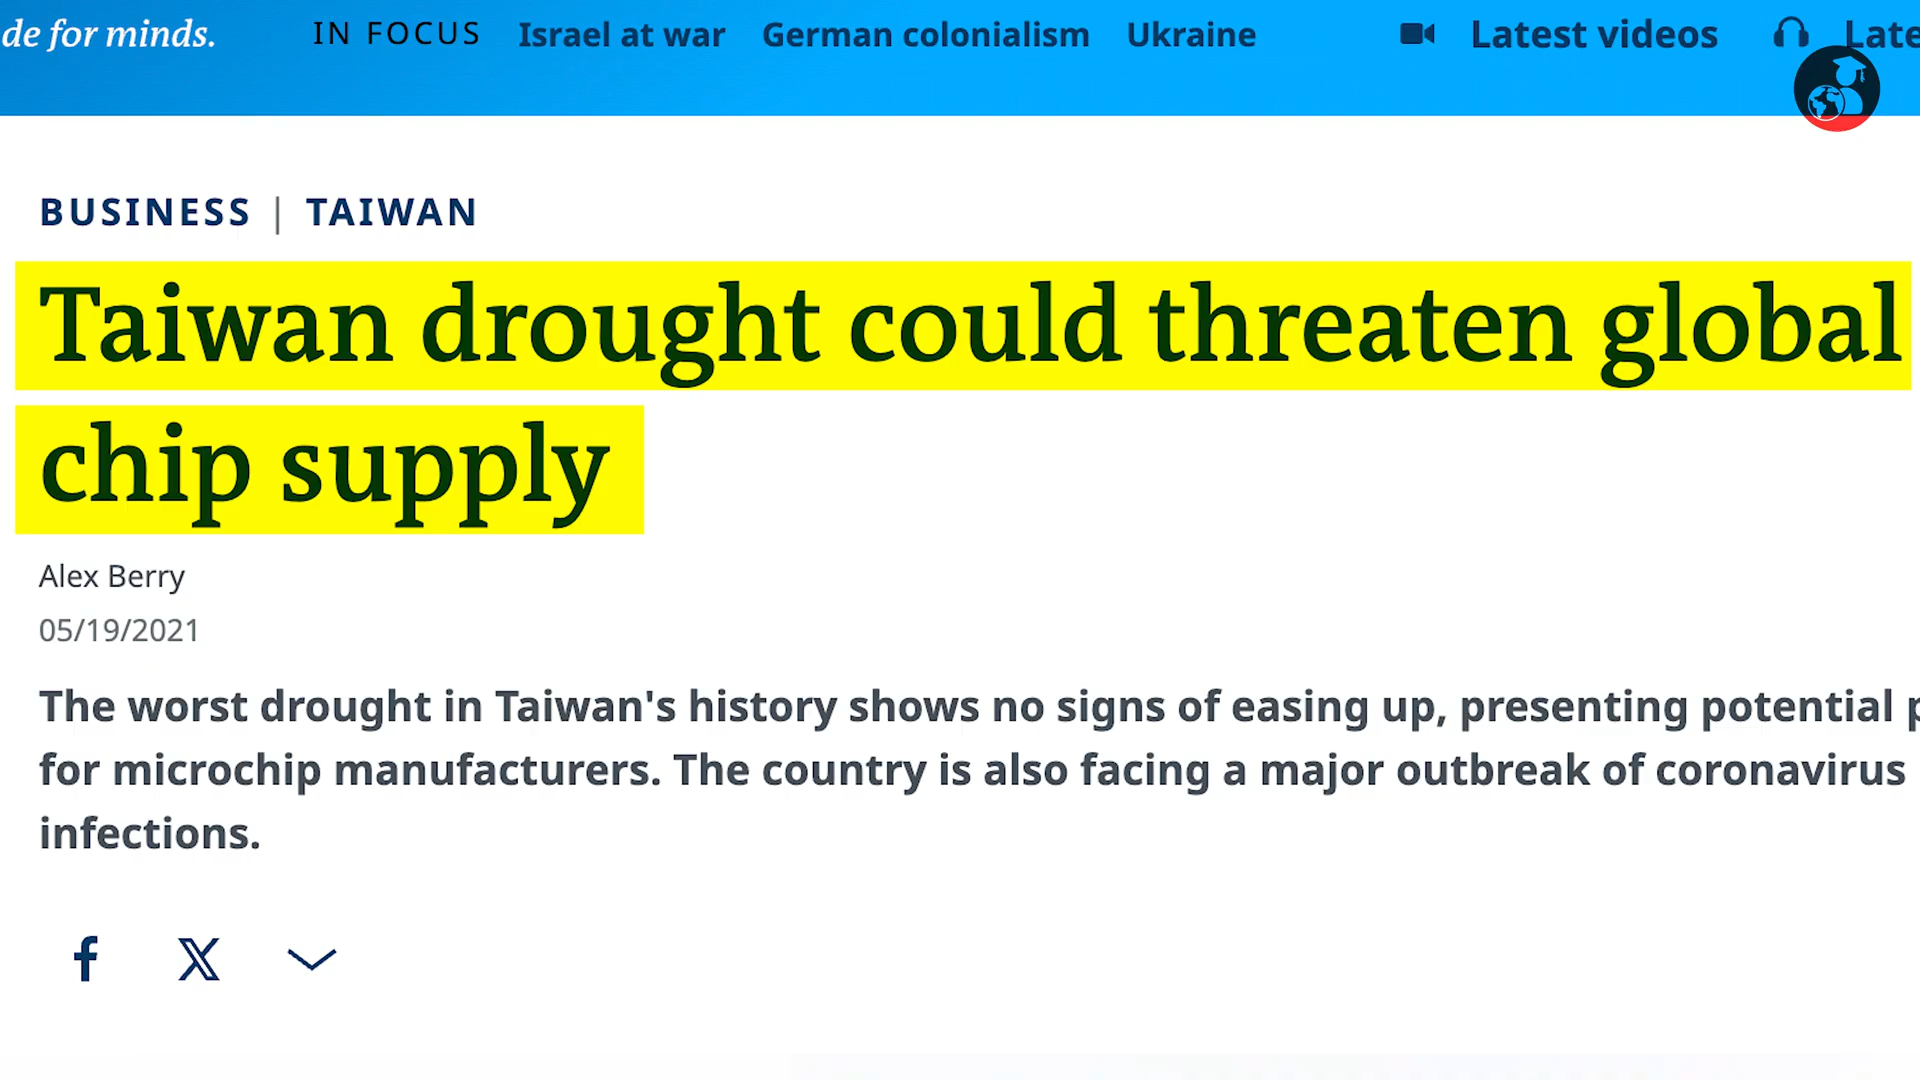 de for minds.
IN FOCUS Israel at war German colonialism Ukraine Latest videos Late
BUSINESS | TAIWAN
Taiwan drought could threaten global
chip supply
Alex Berry
05/19/2021
The worst drought in Taiwan's history shows no signs of easing up, presenting potential
for microchip manufacturers. The country is also facing a major outbreak of coronavirus
infections.